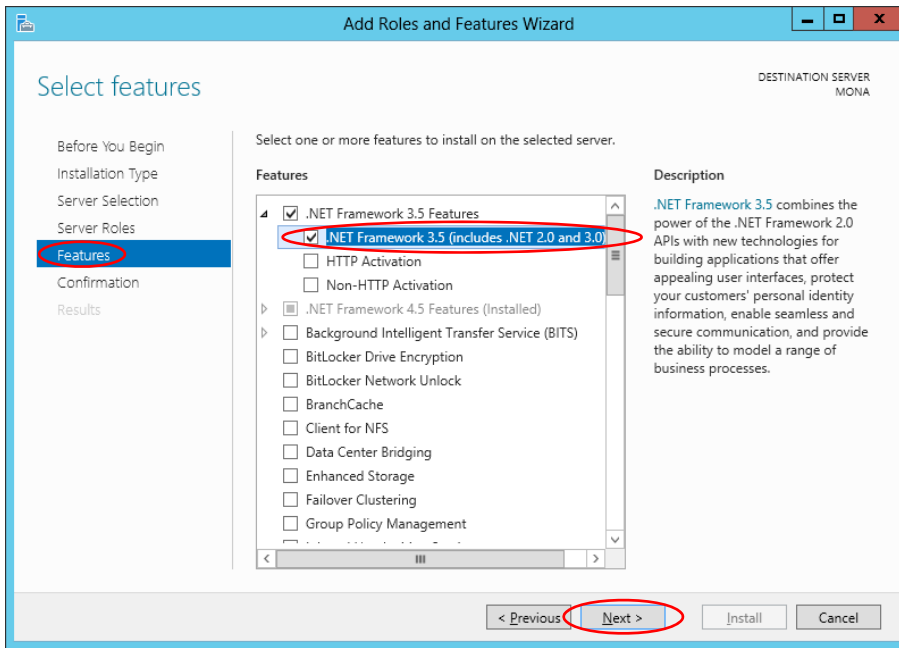 Add Roles and Features Wizard
x
Select features
DESTINATION SERVER
MONA
Before You Begin
Installation Type
Server Selection
Server Roles
Features
Confirmation
Results
Select one or more features to install on the selected server.
Features
.NET Framework 3.5 Features
.NET Framework 3.5 (includes .NET 2.0 and 3.0)
HTTP Activation
Non-HTTP Activation
.NET Framework 4.5 Features (Installed)
Background Intelligent Transfer Service (BITS)
BitLocker Drive Encryption
BitLocker Network Unlock
BranchCache
Client for NFS
Data Center Bridging
Enhanced Storage
Failover Clustering
Group Policy Management
Description
.NET Framework 3.5 combines the
power of the .NET Framework 2.0
APIs with new technologies for
building applications that offer
appealing user interfaces, protect
your customers' personal identity
information, enable seamless and
secure communication, and provide
the ability to model a range of
business processes.
< Previous
Next >
Install
Cancel